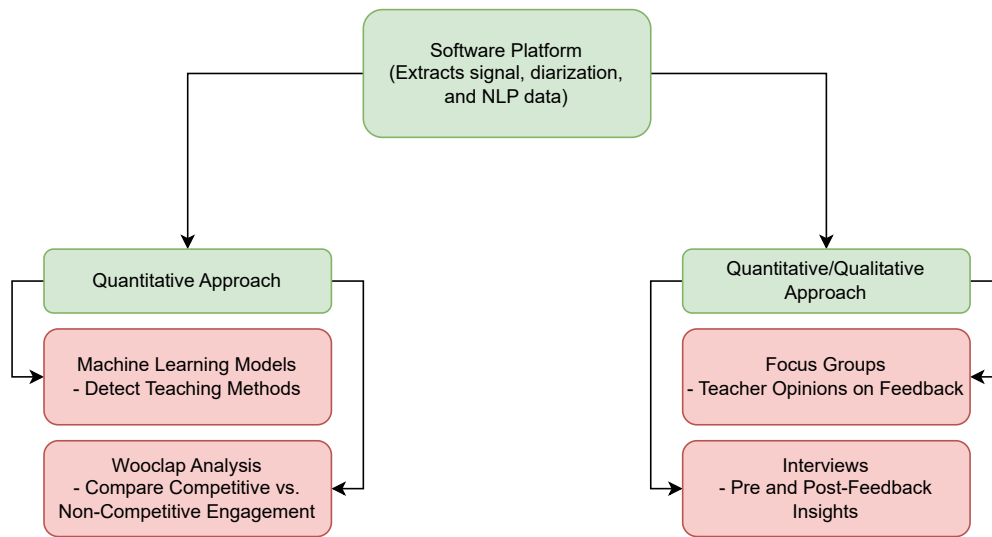 Software Platform
(Extracts signal, diarization,
and NLP data)
Quantitative Approach
Machine Learning Models
- Detect Teaching Methods
Wooclap Analysis
- Compare Competitive vs.
Non-Competitive Engagement
Quantitative/Qualitative
Approach
Focus Groups
- Teacher Opinions on Feedback
Interviews
- Pre and Post-Feedback
Insights